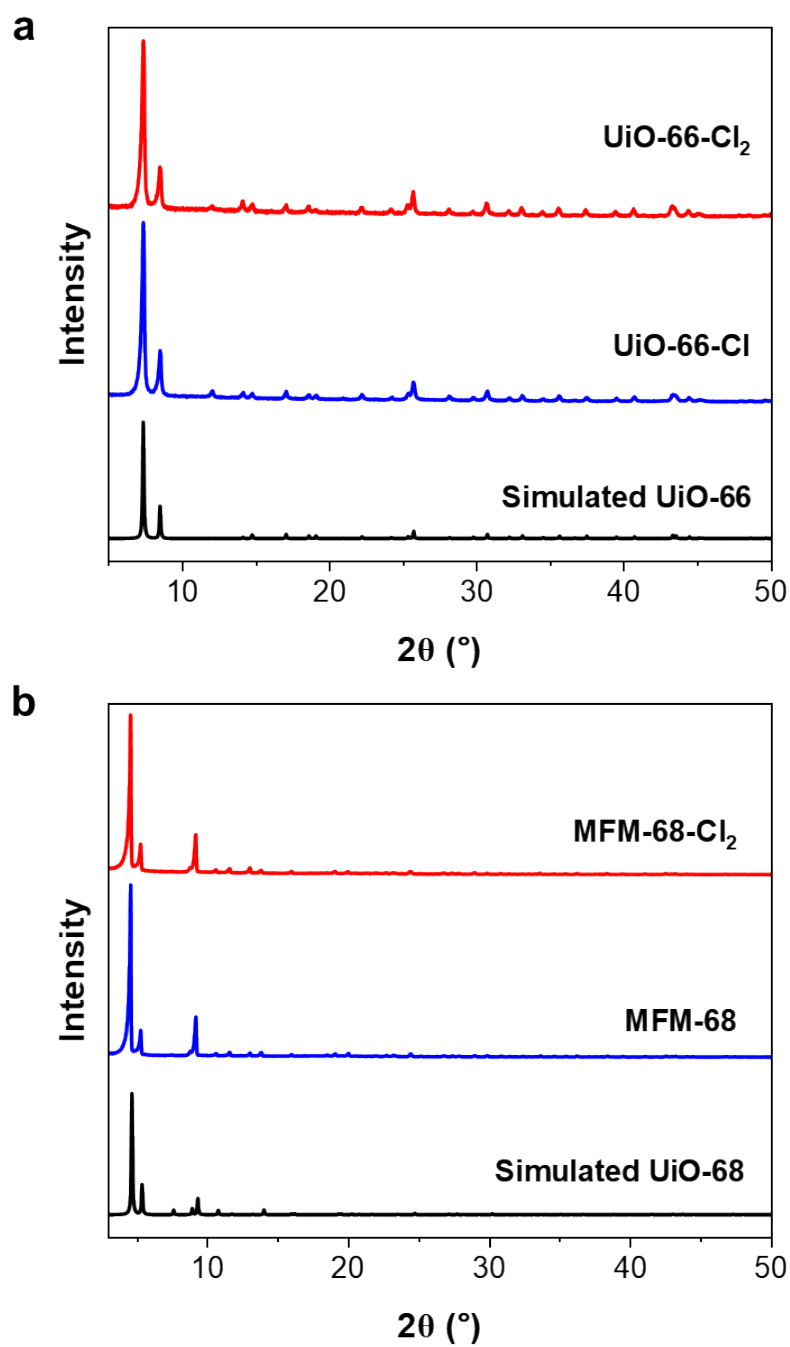 a
UiO-66-Cl₂
UiO-66-Cl
Simulated UiO-66
Intensity
10 20 30 40 50
2θ (°)
b
MFM-68-Cl₂
MFM-68
Simulated UiO-68
Intensity
10 20 30 40 50
2θ (°)